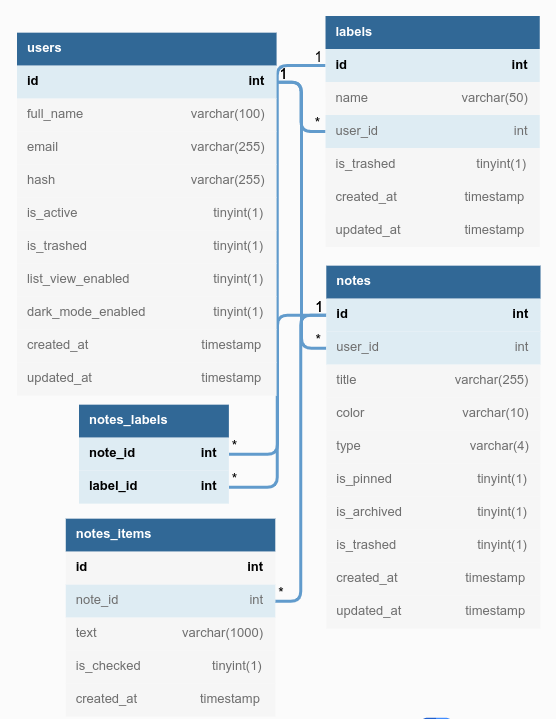 users
id int
full_name varchar(100)
email varchar(255)
hash varchar(255)
is_active tinyint(1)
is_trashed tinyint(1)
list_view_enabled tinyint(1)
dark_mode_enabled tinyint(1)
created_at timestamp
updated_at timestamp
1
labels
1
id int
name varchar(50)
*
user_id int
is_trashed tinyint(1)
created_at timestamp
updated_at timestamp
notes
1
id int
*
user_id int
title varchar(255)
color varchar(10)
type varchar(4)
is_pinned tinyint(1)
is_archived tinyint(1)
is_trashed tinyint(1)
created_at timestamp
updated_at timestamp
notes_labels
note_id int *
label_id int *
notes_items
id int
note_id int *
text varchar(1000)
is_checked tinyint(1)
created_at timestamp